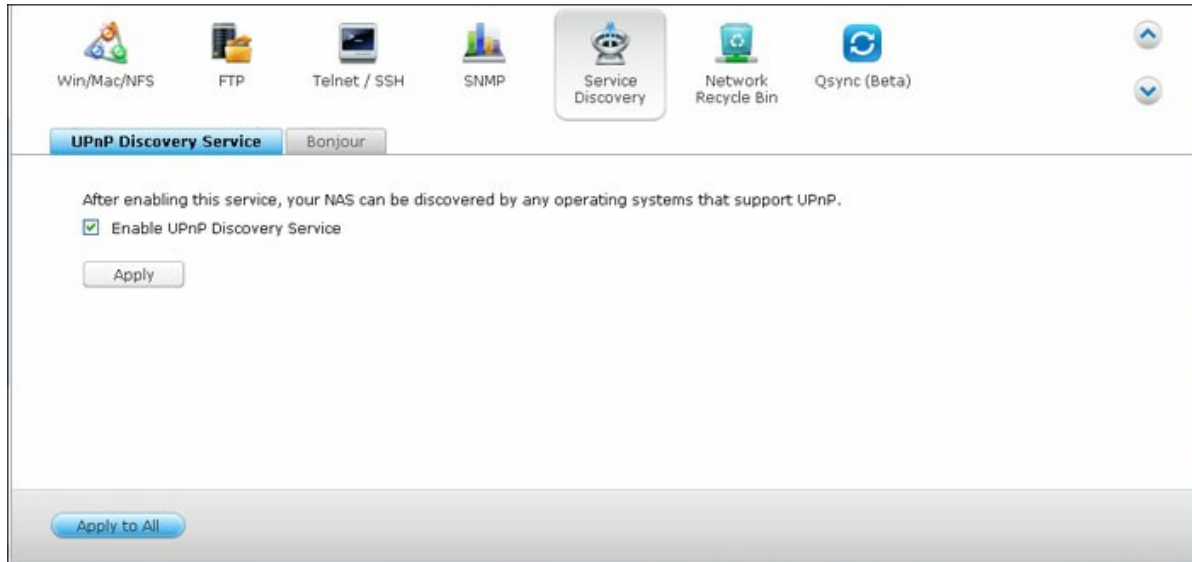 Win/Mac/NFS
FTP
Telnet / SSH
SNMP
Service
Discovery
Network
Recycle Bin
Qsync (Beta)
UPnP Discovery Service
Bonjour
After enabling this service, your NAS can be discovered by any operating systems that support UPnP.
Enable UPnP Discovery Service
Apply
Apply to All